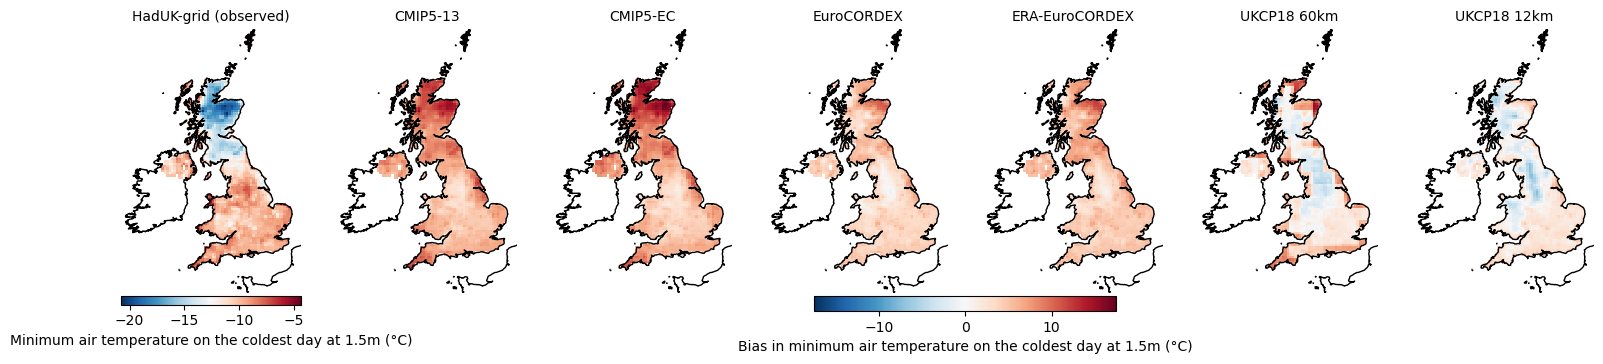 HadUK-grid (observed)
CMIP5-13
CMIP5-EC
EuroCORDEX
ERA-EuroCORDEX
UKCP18 60km
UKCP18 12km
−20 −15 −10 −5
Minimum air temperature on the coldest day at 1.5m (°C)
−10 0 10
Bias in minimum air temperature on the coldest day at 1.5m (°C)